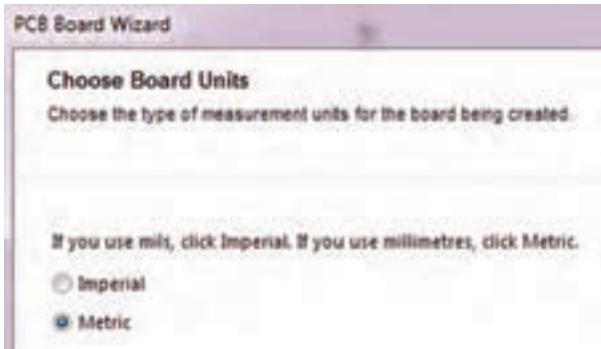 PCB Board Wizard
Choose Board Units
Choose the type of measurement units for the board being created.
If you use mils, click Imperial. If you use millimetres, click Metric.
Imperial
Metric